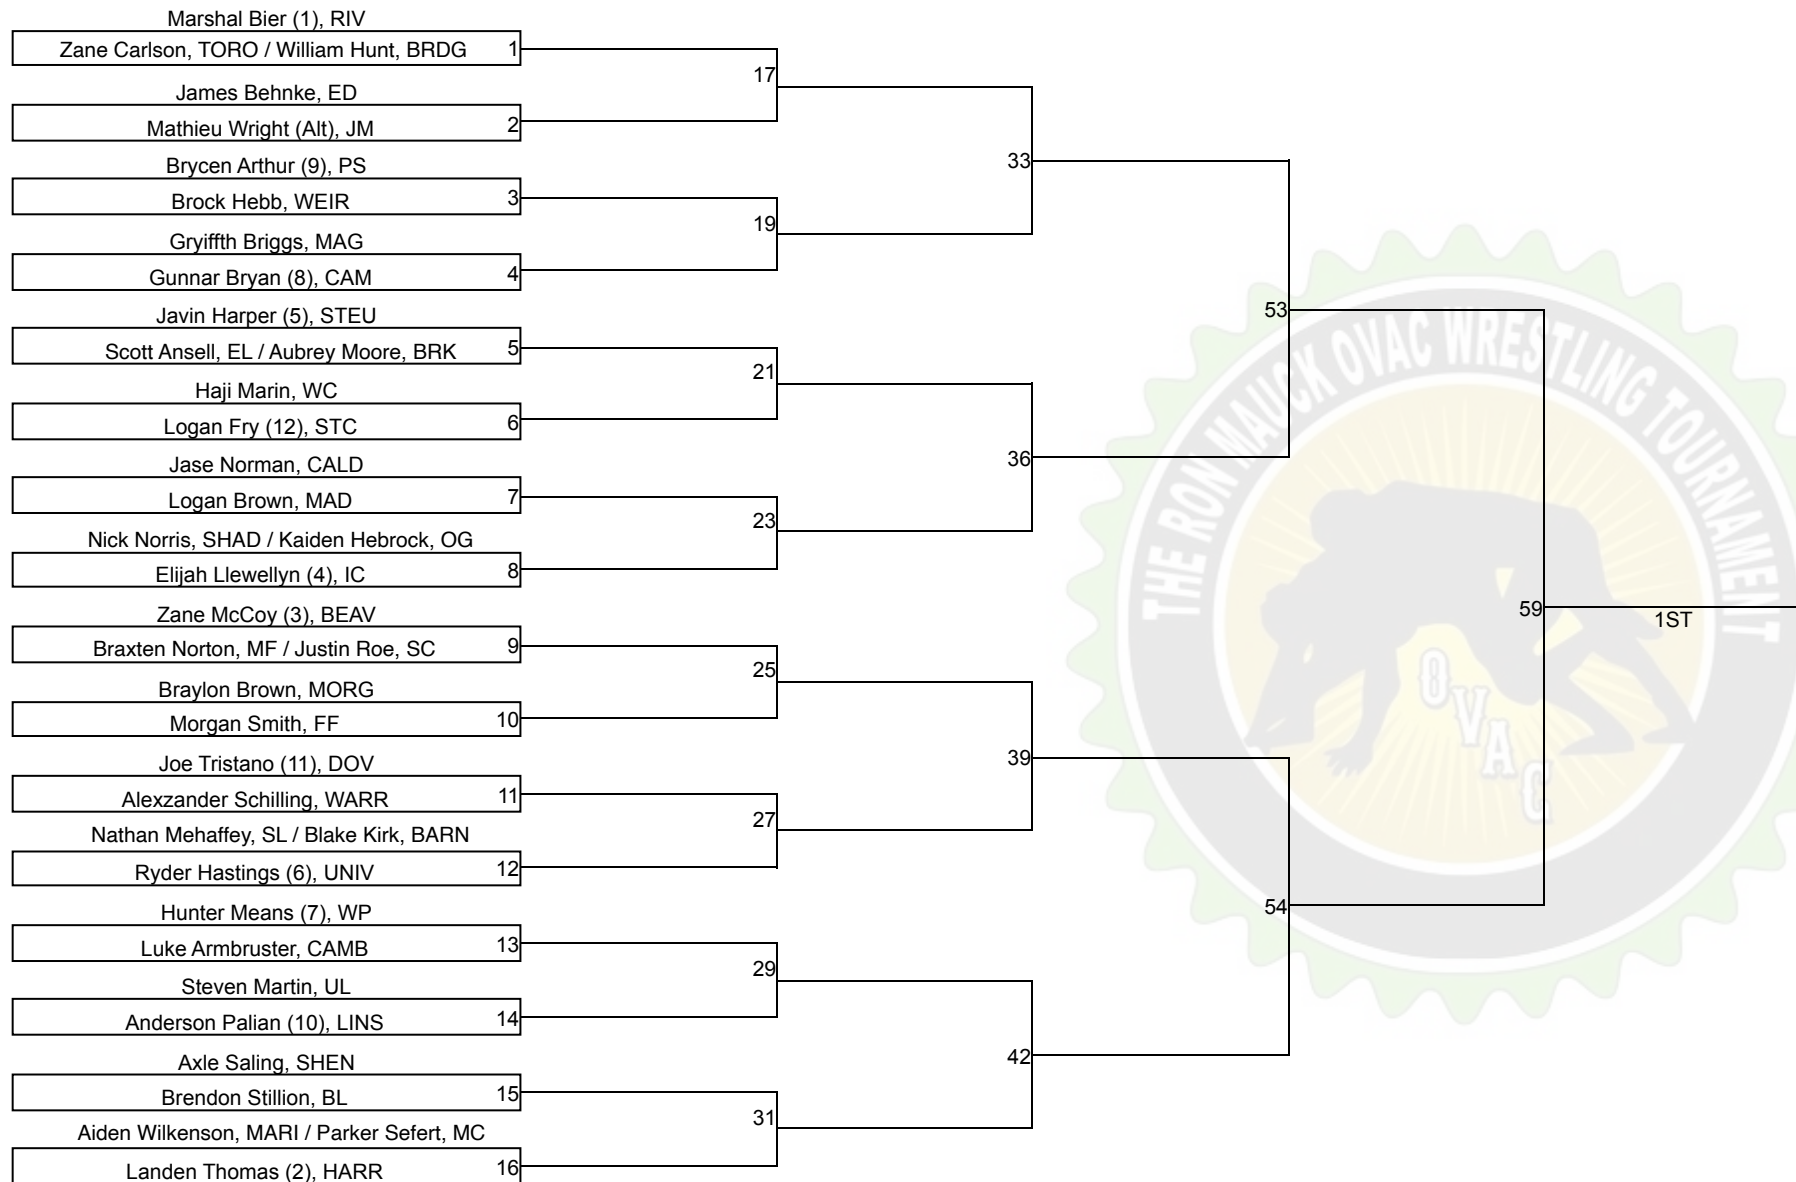 Marshal Bier (1), RIV
Zane Carlson, TORO / William Hunt, BRDG 1
17
James Behnke, ED
Mathieu Wright (Alt), JM 2
Brycen Arthur (9), PS
33
Brock Hebb, WEIR 3
19
Gryiffth Briggs, MAG
Gunnar Bryan (8), CAM 4
Javin Harper (5), STEU
53
Scott Ansell, EL / Aubrey Moore, BRK 5
21
Haji Marin, WC
Logan Fry (12), STC 6
Jase Norman, CALD
36
Logan Brown, MAD 7
23
Nick Norris, SHAD / Kaiden Hebrock, OG
Elijah Llewellyn (4), IC 8
Zane McCoy (3), BEAV
59
1ST
Braxten Norton, MF / Justin Roe, SC 9
25
Braylon Brown, MORG
Morgan Smith, FF 10
Joe Tristano (11), DOV
39
Alexzander Schilling, WARR 11
27
Nathan Mehaffey, SL / Blake Kirk, BARN
Ryder Hastings (6), UNIV 12
Hunter Means (7), WP
54
Luke Armbruster, CAMB 13
29
Steven Martin, UL
Anderson Palian (10), LINS 14
Axle Saling, SHEN
42
Brendon Stillion, BL 15
31
Aiden Wilkenson, MARI / Parker Sefert, MC
Landen Thomas (2), HARR 16
THE RON MAUCK OVAC WRESTLING TOURNAMENT
OVAC